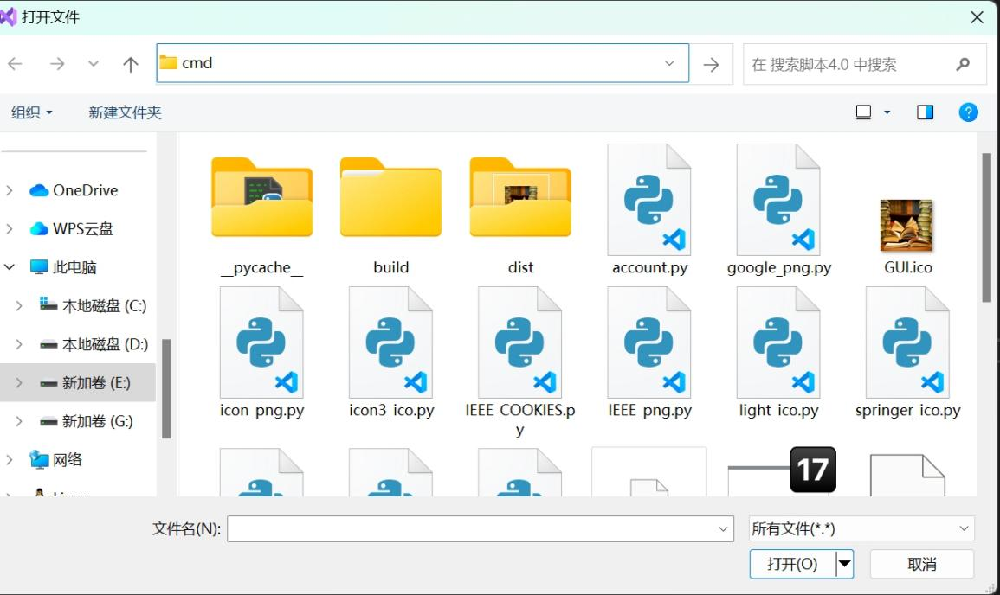 打开文件
cmd
在 搜索脚本4.0 中搜索
组织
新建文件夹
OneDrive
WPS云盘
此电脑
本地磁盘 (C:)
本地磁盘 (D:)
新加卷 (E:)
新加卷 (G:)
网络
Linux
__pycache__
build
dist
account.py
google_png.py
GUI.ico
icon_png.py
icon3_ico.py
IEEE_COOKIES.p
y
IEEE_png.py
light_ico.py
springer_ico.py
17
文件名(N):
所有文件(*.*)
打开(O)
取消